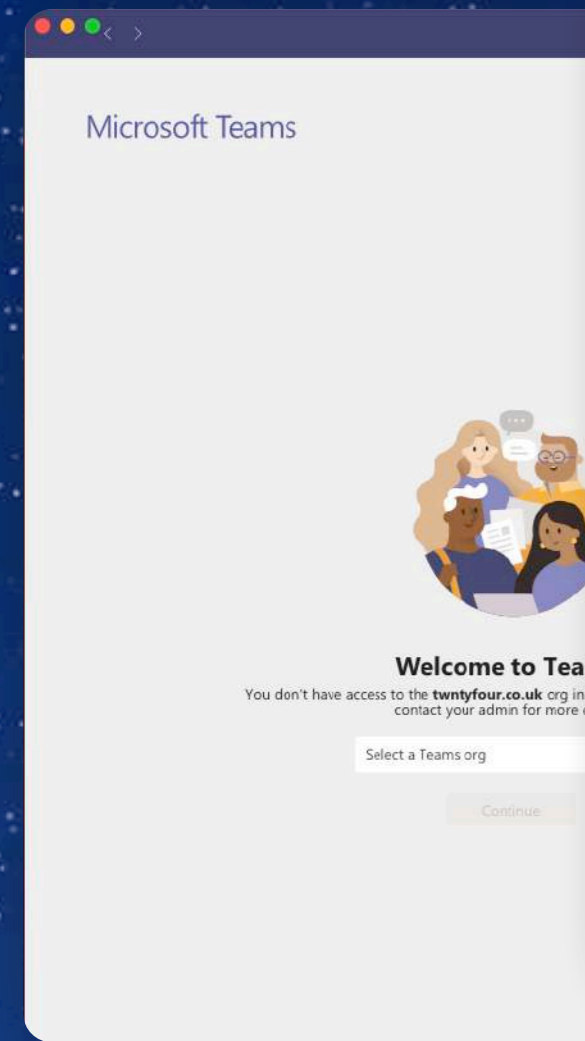 Microsoft Teams
Welcome to Tea
You don't have access to the twntyfour.co.uk org in
contact your admin for more
Select a Teams org
Continue